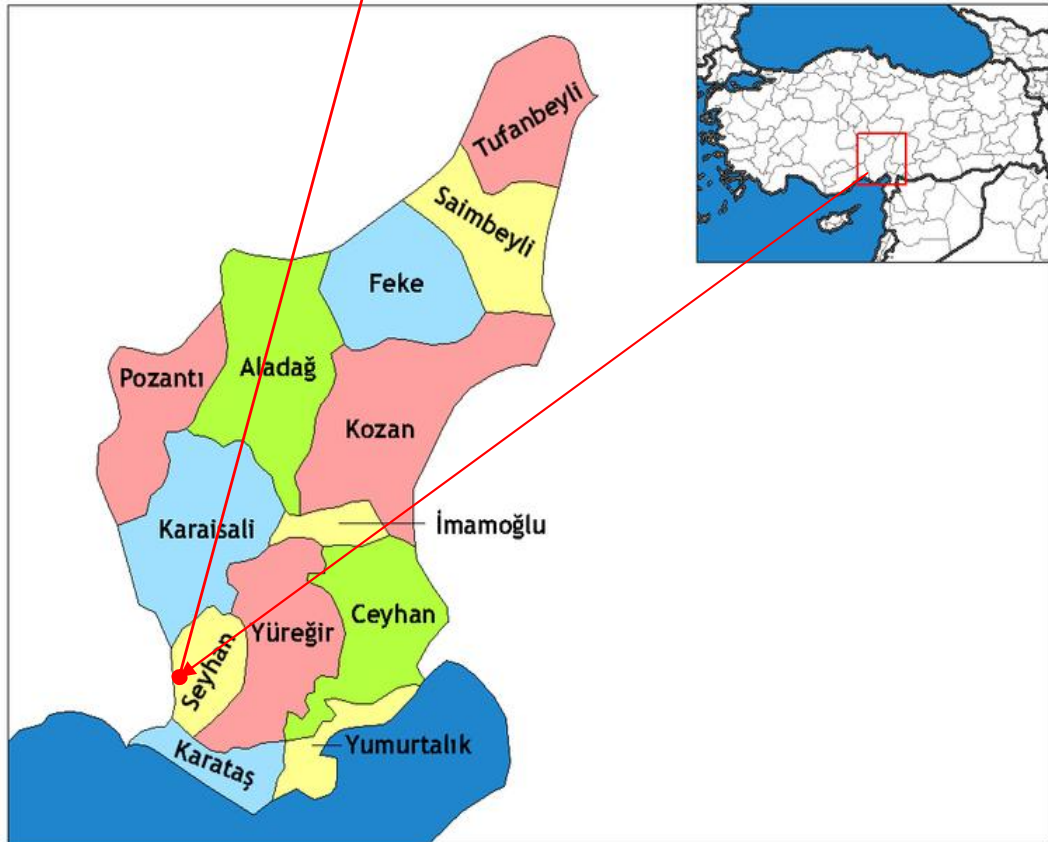 Tufanbeyli
Saimbeyli
Feke
Pozantı
Aladağ
Kozan
Karaisali
İmamoğlu
Ceyhan
Yüreğir
Seyhan
Yumurtalık
Karataş